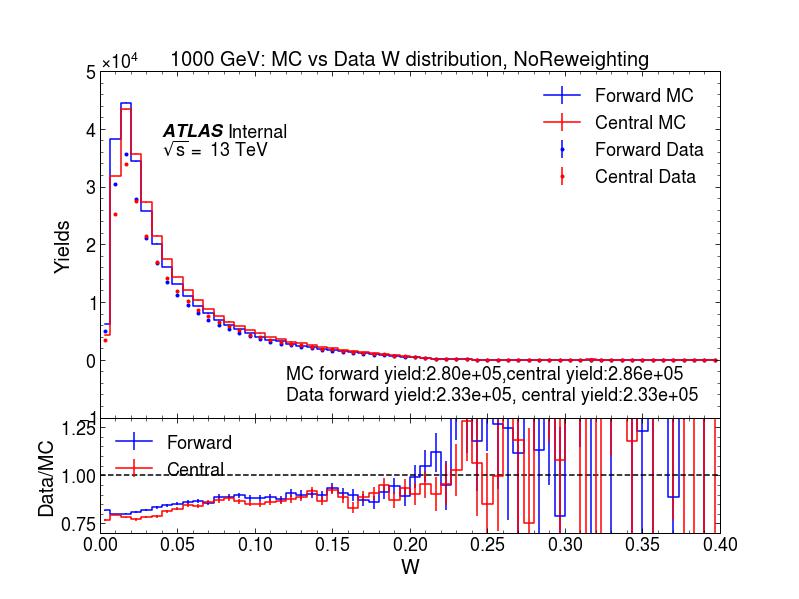 ×10⁴
1000 GeV: MC vs Data W distribution, NoReweighting
5
4
3
2
1
0
−1
Yields
ATLAS Internal
√s = 13 TeV
Forward MC
Central MC
Forward Data
Central Data
MC forward yield:2.80e+05,central yield:2.86e+05
Data forward yield:2.33e+05, central yield:2.33e+05
1.25
1.00
0.75
Data/MC
Forward
Central
0.00 0.05 0.10 0.15 0.20 0.25 0.30 0.35 0.40
W